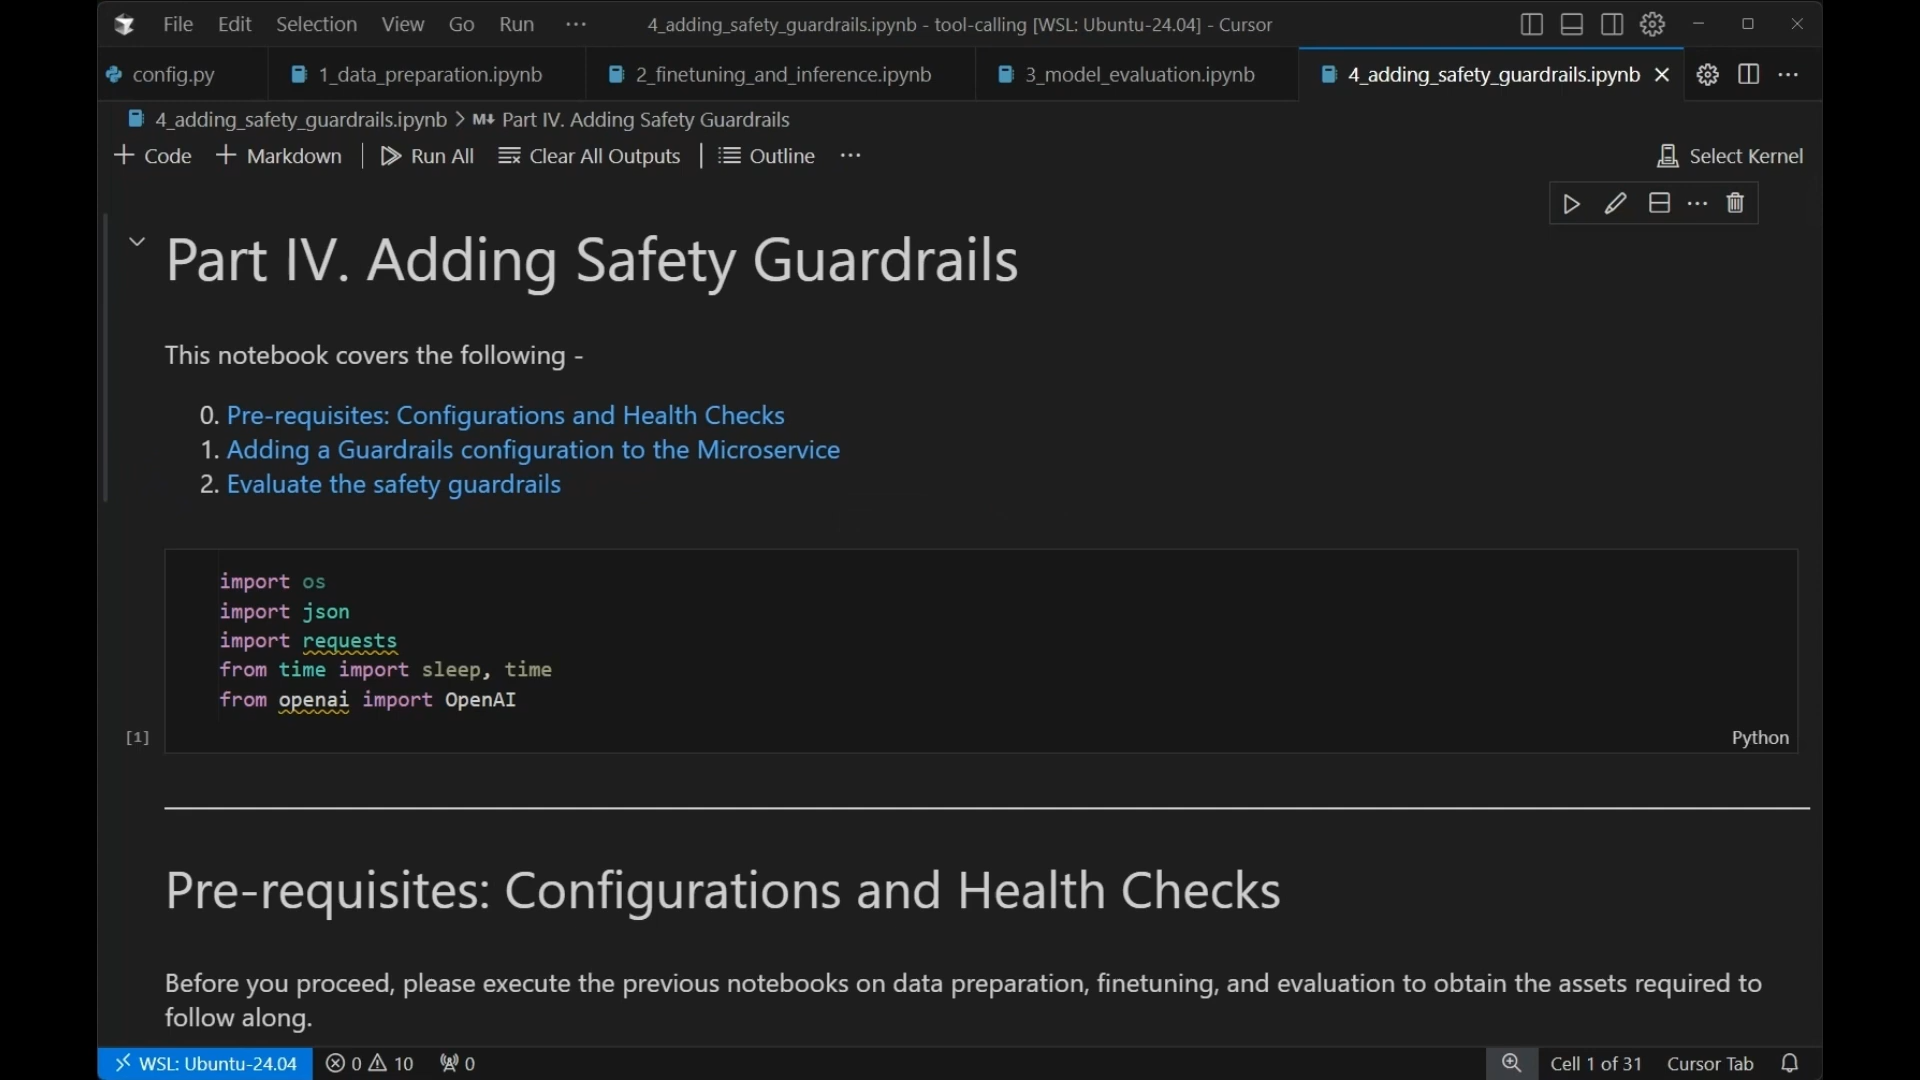 File Edit Selection View Go Run ··· 4_adding_safety_guardrails.ipynb - tool-calling [WSL: Ubuntu-24.04] - Cursor
config.py 1_data_preparation.ipynb 2_finetuning_and_inference.ipynb 3_model_evaluation.ipynb 4_adding_safety_guardrails.ipynb
4_adding_safety_guardrails.ipynb > M↓ Part IV. Adding Safety Guardrails
+ Code + Markdown | Run All Clear All Outputs | Outline ··· Select Kernel
Part IV. Adding Safety Guardrails
This notebook covers the following -
0. Pre-requisites: Configurations and Health Checks
1. Adding a Guardrails configuration to the Microservice
2. Evaluate the safety guardrails
import os
import json
import requests
from time import sleep, time
from openai import OpenAI
[1] Python
Pre-requisites: Configurations and Health Checks
Before you proceed, please execute the previous notebooks on data preparation, finetuning, and evaluation to obtain the assets required to
follow along.
WSL: Ubuntu-24.04 0 10 0 Cell 1 of 31 Cursor Tab